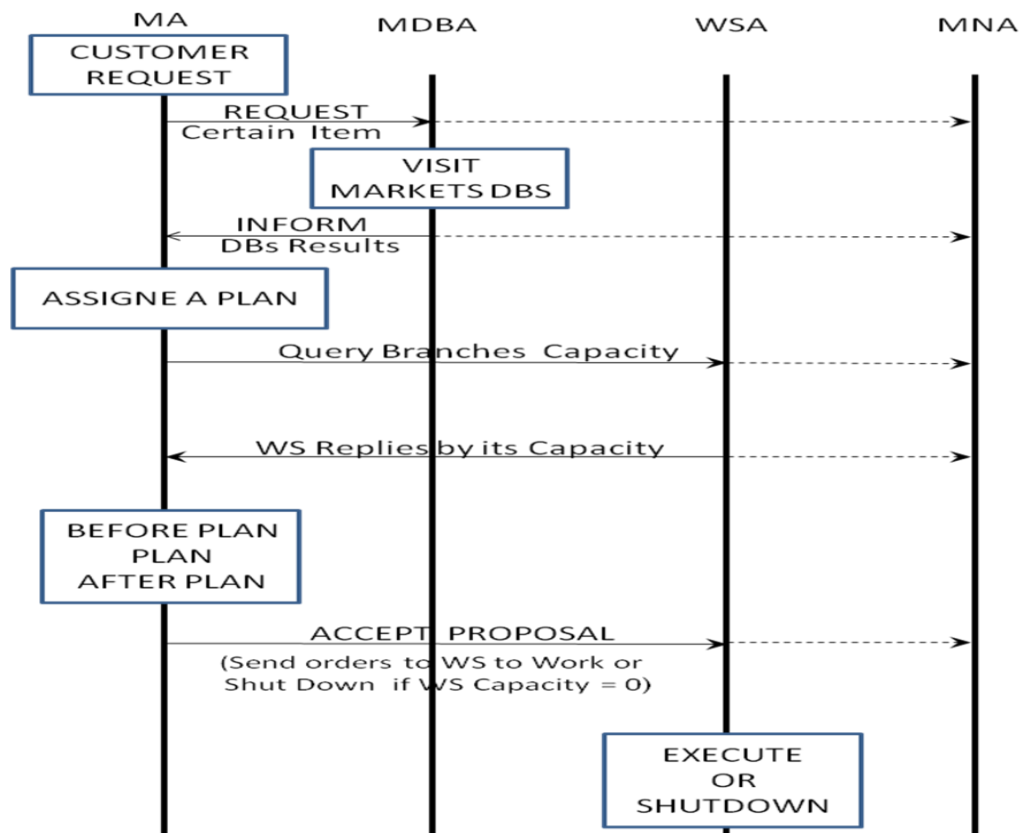 MA
MDBA
WSA
MNA
CUSTOMER
REQUEST
REQUEST
Certain Item
VISIT
MARKETS DBS
INFORM
DBs Results
ASSIGNE A PLAN
Query Branches Capacity
WS Replies by its Capacity
BEFORE PLAN
PLAN
AFTER PLAN
ACCEPT PROPOSAL
(Send orders to WS to Work or
Shut Down if WS Capacity = 0)
EXECUTE
OR
SHUTDOWN